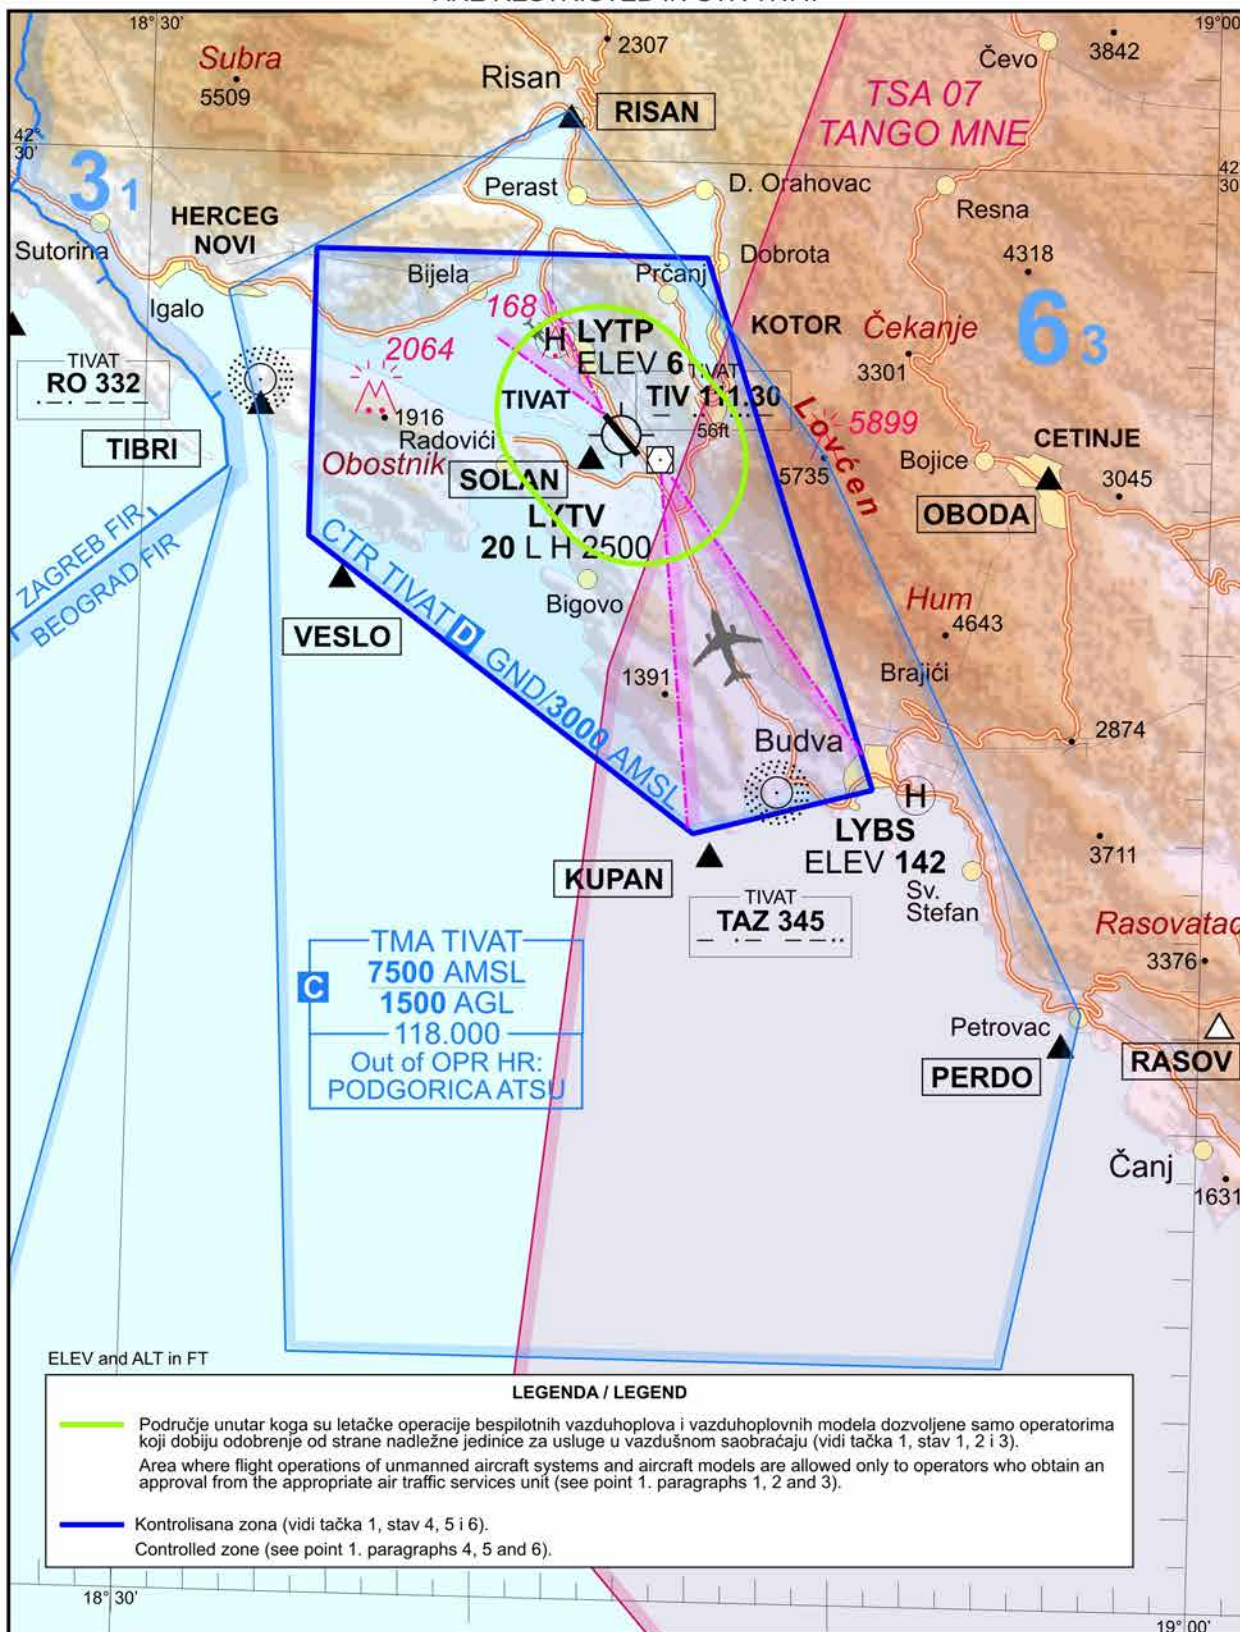 18°30'
19°00'
Subra
5509
2307
Čevo
3842
Risan
RISAN
TSA 07
TANGO MNE
42°
30'
42°
30'
3 1
HERCEG
NOVI
Perast
D. Orahovac
Resna
Sutorina
Dobrota
4318
Igalo
Bijela
Prčanj
168
H LYTP
ELEV 6
KOTOR
Čekanje
6 3
3301
TIVAT
RO 332
2064
TIVAT
TIVAT
TIV 111.30
56ft
1916
Radovići
Lovćen
5899
5735
CETINJE
TIBRI
Obostnik
SOLAN
Bojice
3045
OBODA
LYTV
20 L H 2500
ZAGREB FIR
BEOGRAD FIR
CTR TIVAT D GND/3000 AMSL
VESLO
Bigovo
Hum
4643
1391
Brajići
2874
Budva
H
LYBS
ELEV 142
3711
KUPAN
Sv.
Stefan
TIVAT
TAZ 345
Rasovatac
3376
TMA TIVAT
7500 AMSL
C
1500 AGL
118.000
Out of OPR HR:
PODGORICA ATSU
Petrovac
PERDO
RASOV
Čanj
1631
ELEV and ALT in FT
LEGENDA / LEGEND
Područje unutar koga su letačke operacije bespilotnih vazduhoplova i vazduhoplovnih modela dozvoljene samo operatorima
koji dobiju odobrenje od strane nadležne jedinice za usluge u vazdušnom saobraćaju (vidi tačka 1, stav 1, 2 i 3).
Area where flight operations of unmanned aircraft systems and aircraft models are allowed only to operators who obtain an
approval from the appropriate air traffic services unit (see point 1. paragraphs 1, 2 and 3).
Kontrolisana zona (vidi tačka 1, stav 4, 5 i 6).
Controlled zone (see point 1. paragraphs 4, 5 and 6).
18°30'
19°00'